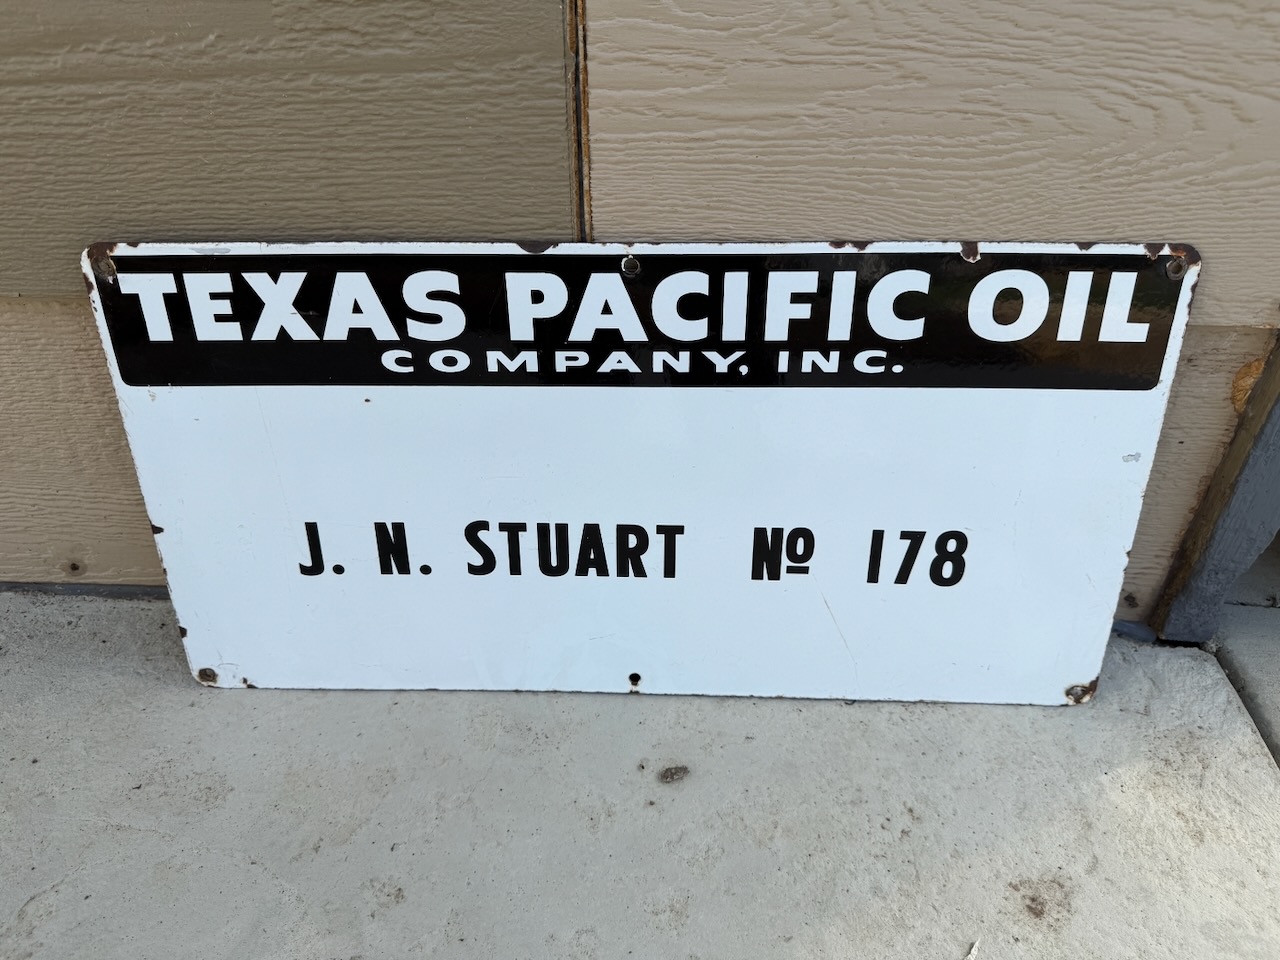 TEXAS PACIFIC OIL
COMPANY, INC.
J. N. STUART Nº 178